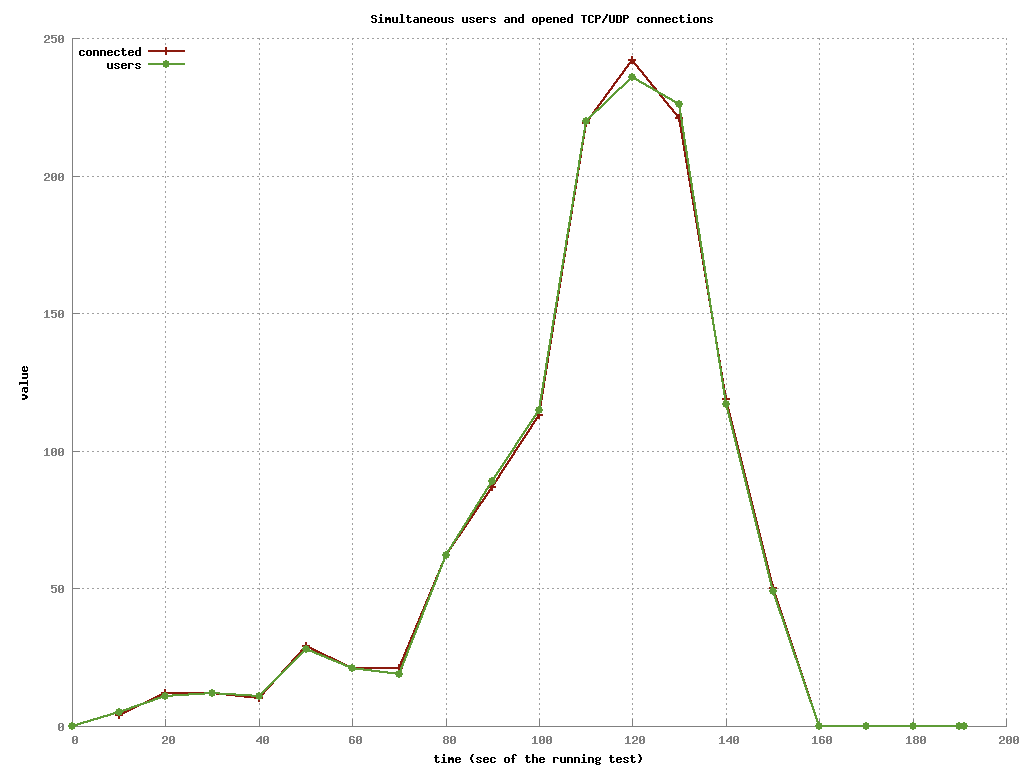 Simultaneous users and opened TCP/UDP connections
connected
users
250
200
150
100
50
0
value
0 20 40 60 80 100 120 140 160 180 200
time (sec of the running test)